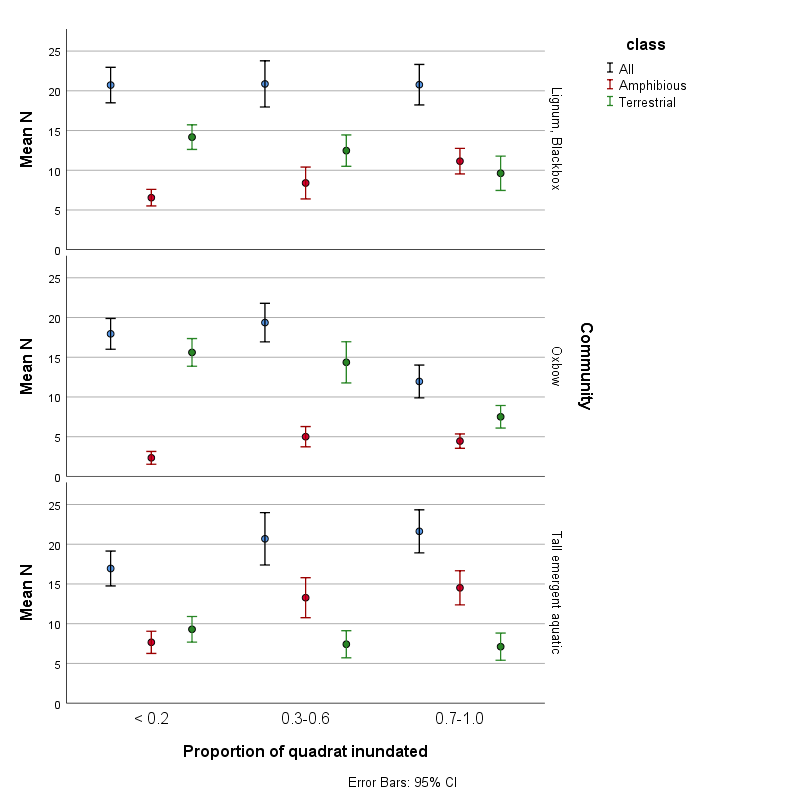 class
All
Amphibious
Terrestrial
Mean N
25
20
15
10
5
0
Lignum, Blackbox
Mean N
25
20
15
10
5
0
Oxbow
Community
Mean N
25
20
15
10
5
0
Tall emergent aquatic
< 0.2 0.3-0.6 0.7-1.0
Proportion of quadrat inundated
Error Bars: 95% CI